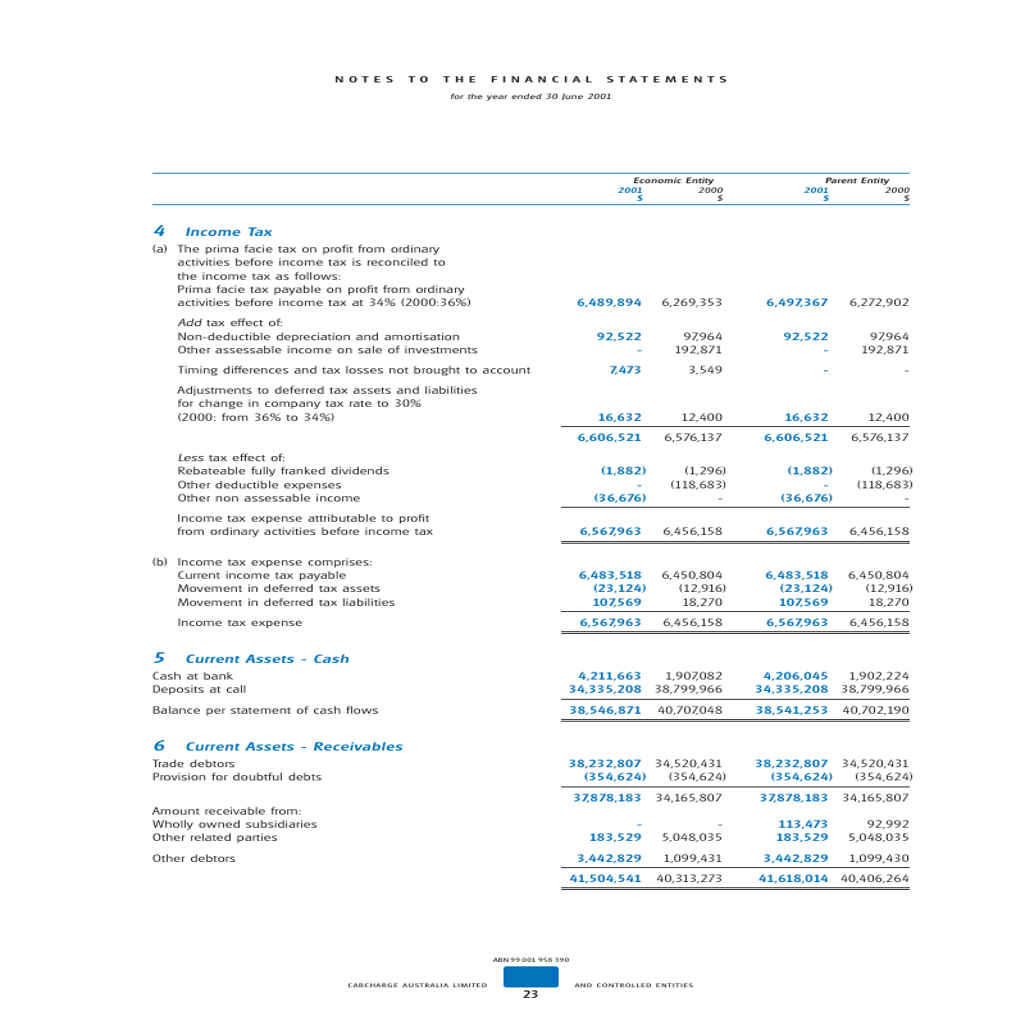 NOTES TO THE FINANCIAL STATEMENTS
for the year ended 30 June 2001
Economic Entity Parent Entity
2001 2000 2001 2000
$ $ $ $
4 Income Tax
(a) The prima facie tax on profit from ordinary
activities before income tax is reconciled to
the income tax as follows:
Prima facie tax payable on profit from ordinary
activities before income tax at 34% (2000:36%) 6,489,894 6,269,353 6,497,367 6,272,902
Add tax effect of:
Non-deductible depreciation and amortisation 92,522 97,964 92,522 97,964
Other assessable income on sale of investments – 192,871 – 192,871
Timing differences and tax losses not brought to account 7,473 3,549 – –
Adjustments to deferred tax assets and liabilities
for change in company tax rate to 30%
(2000: from 36% to 34%) 16,632 12,400 16,632 12,400
6,606,521 6,576,137 6,606,521 6,576,137
Less tax effect of:
Rebateable fully franked dividends (1,882) (1,296) (1,882) (1,296)
Other deductible expenses – (118,683) – (118,683)
Other non assessable income (36,676) – (36,676) –
Income tax expense attributable to profit
from ordinary activities before income tax 6,567,963 6,456,158 6,567,963 6,456,158
(b) Income tax expense comprises:
Current income tax payable 6,483,518 6,450,804 6,483,518 6,450,804
Movement in deferred tax assets (23,124) (12,916) (23,124) (12,916)
Movement in deferred tax liabilities 107,569 18,270 107,569 18,270
Income tax expense 6,567,963 6,456,158 6,567,963 6,456,158
5 Current Assets - Cash
Cash at bank 4,211,663 1,907,082 4,206,045 1,902,224
Deposits at call 34,335,208 38,799,966 34,335,208 38,799,966
Balance per statement of cash flows 38,546,871 40,707,048 38,541,253 40,702,190
6 Current Assets - Receivables
Trade debtors 38,232,807 34,520,431 38,232,807 34,520,431
Provision for doubtful debts (354,624) (354,624) (354,624) (354,624)
37,878,183 34,165,807 37,878,183 34,165,807
Amount receivable from:
Wholly owned subsidiaries – – 113,473 92,992
Other related parties 183,529 5,048,035 183,529 5,048,035
Other debtors 3,442,829 1,099,431 3,442,829 1,099,430
41,504,541 40,313,273 41,618,014 40,406,264
ABN 99 001 958 390
CABCHARGE AUSTRALIA LIMITED AND CONTROLLED ENTITIES
23